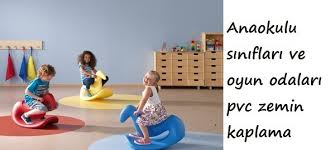 Anaokulu
sınıfları ve
oyun odaları
pvc zemin
kaplama